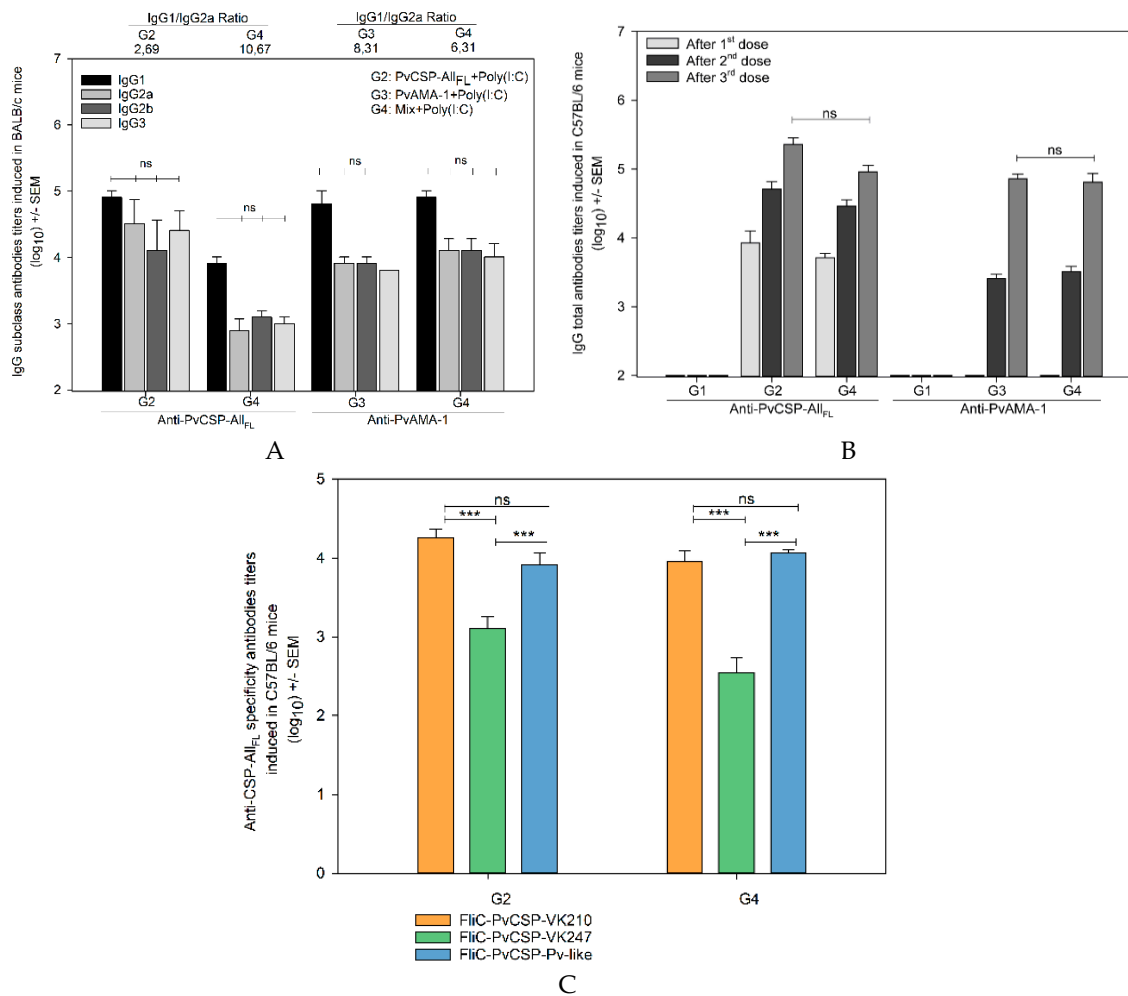 IgG1/IgG2a Ratio
IgG1/IgG2a Ratio
G2
G4
G3
G4
2,69
10,67
8,31
6,31
7
6
5
4
3
2
IgG subclass antibodies titers induced in BALB/c mice
(log10) +/- SEM
IgG1
IgG2a
IgG2b
IgG3
G2: PvCSP-AllFL+Poly(I:C)
G3: PvAMA-1+Poly(I:C)
G4: Mix+Poly(I:C)
ns
ns
ns
ns
G2
G4
G3
G4
Anti-PvCSP-AllFL
Anti-PvAMA-1
A
7
6
5
4
3
2
IgG total antibodies titers induced in C57BL/6 mice
(log10) +/- SEM
After 1st dose
After 2nd dose
After 3rd dose
ns
ns
G1
G2
G4
G1
G3
G4
Anti-PvCSP-AllFL
Anti-PvAMA-1
B
5
4
3
2
1
0
Anti-CSP-AllFL specificity antibodies titers
induced in C57BL/6 mice
(log10) +/- SEM
ns
***
***
ns
***
***
G2
G4
FliC-PvCSP-VK210
FliC-PvCSP-VK247
FliC-PvCSP-Pv-like
C